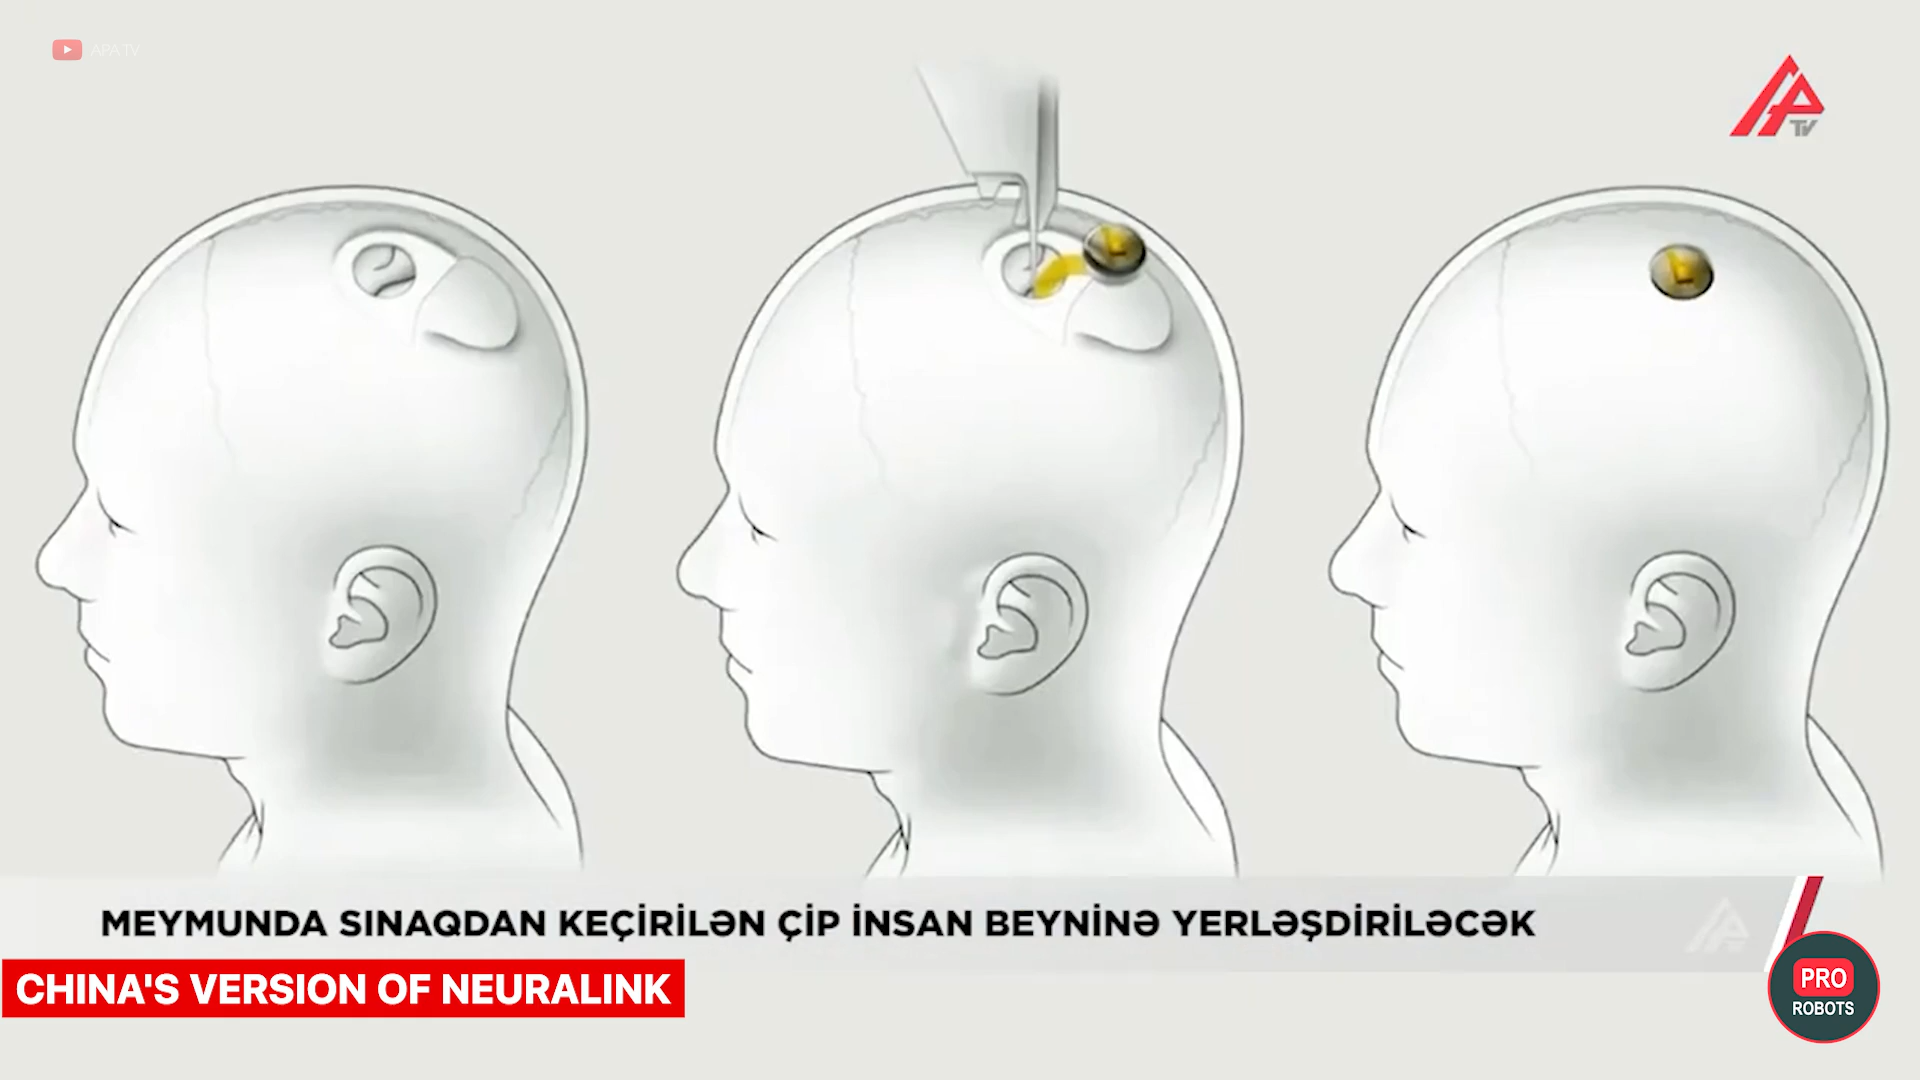 APA TV
TV
MEYMUNDA SINAQDAN KEÇİRİLƏN ÇİP İNSAN BEYNİNƏ YERLƏŞDİRİLƏCƏK
CHINA'S VERSION OF NEURALINK
PRO
ROBOTS